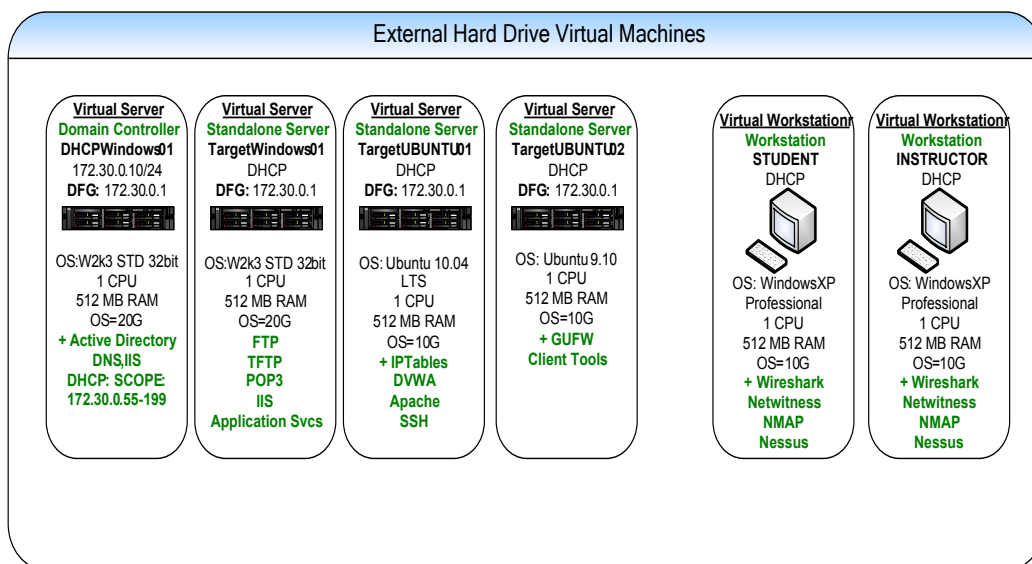 External Hard Drive Virtual Machines
Virtual Server
Domain Controller
DHCPWindows01
172.30.0.10/24
DFG: 172.30.0.1
OS:W2k3 STD 32bit
1 CPU
512 MB RAM
OS=20G
+ Active Directory
DNS,IIS
DHCP: SCOPE:
172.30.0.55-199
Virtual Server
Standalone Server
TargetWindows01
DHCP
DFG: 172.30.0.1
OS:W2k3 STD 32bit
1 CPU
512 MB RAM
OS=20G
FTP
TFTP
POP3
IIS
Application Svcs
Virtual Server
Standalone Server
TargetUBUNTU01
DHCP
DFG: 172.30.0.1
OS: Ubuntu 10.04
LTS
1 CPU
512 MB RAM
OS=10G
+ IPTables
DVWA
Apache
SSH
Virtual Server
Standalone Server
TargetUBUNTU02
DHCP
DFG: 172.30.0.1
OS: Ubuntu 9.10
1 CPU
512 MB RAM
OS=10G
+ GUFW
Client Tools
Virtual Workstationr
Workstation
STUDENT
DHCP
OS: WindowsXP
Professional
1 CPU
512 MB RAM
OS=10G
+ Wireshark
Netwitness
NMAP
Nessus
Virtual Workstationr
Workstation
INSTRUCTOR
DHCP
OS: WindowsXP
Professional
1 CPU
512 MB RAM
OS=10G
+ Wireshark
Netwitness
NMAP
Nessus